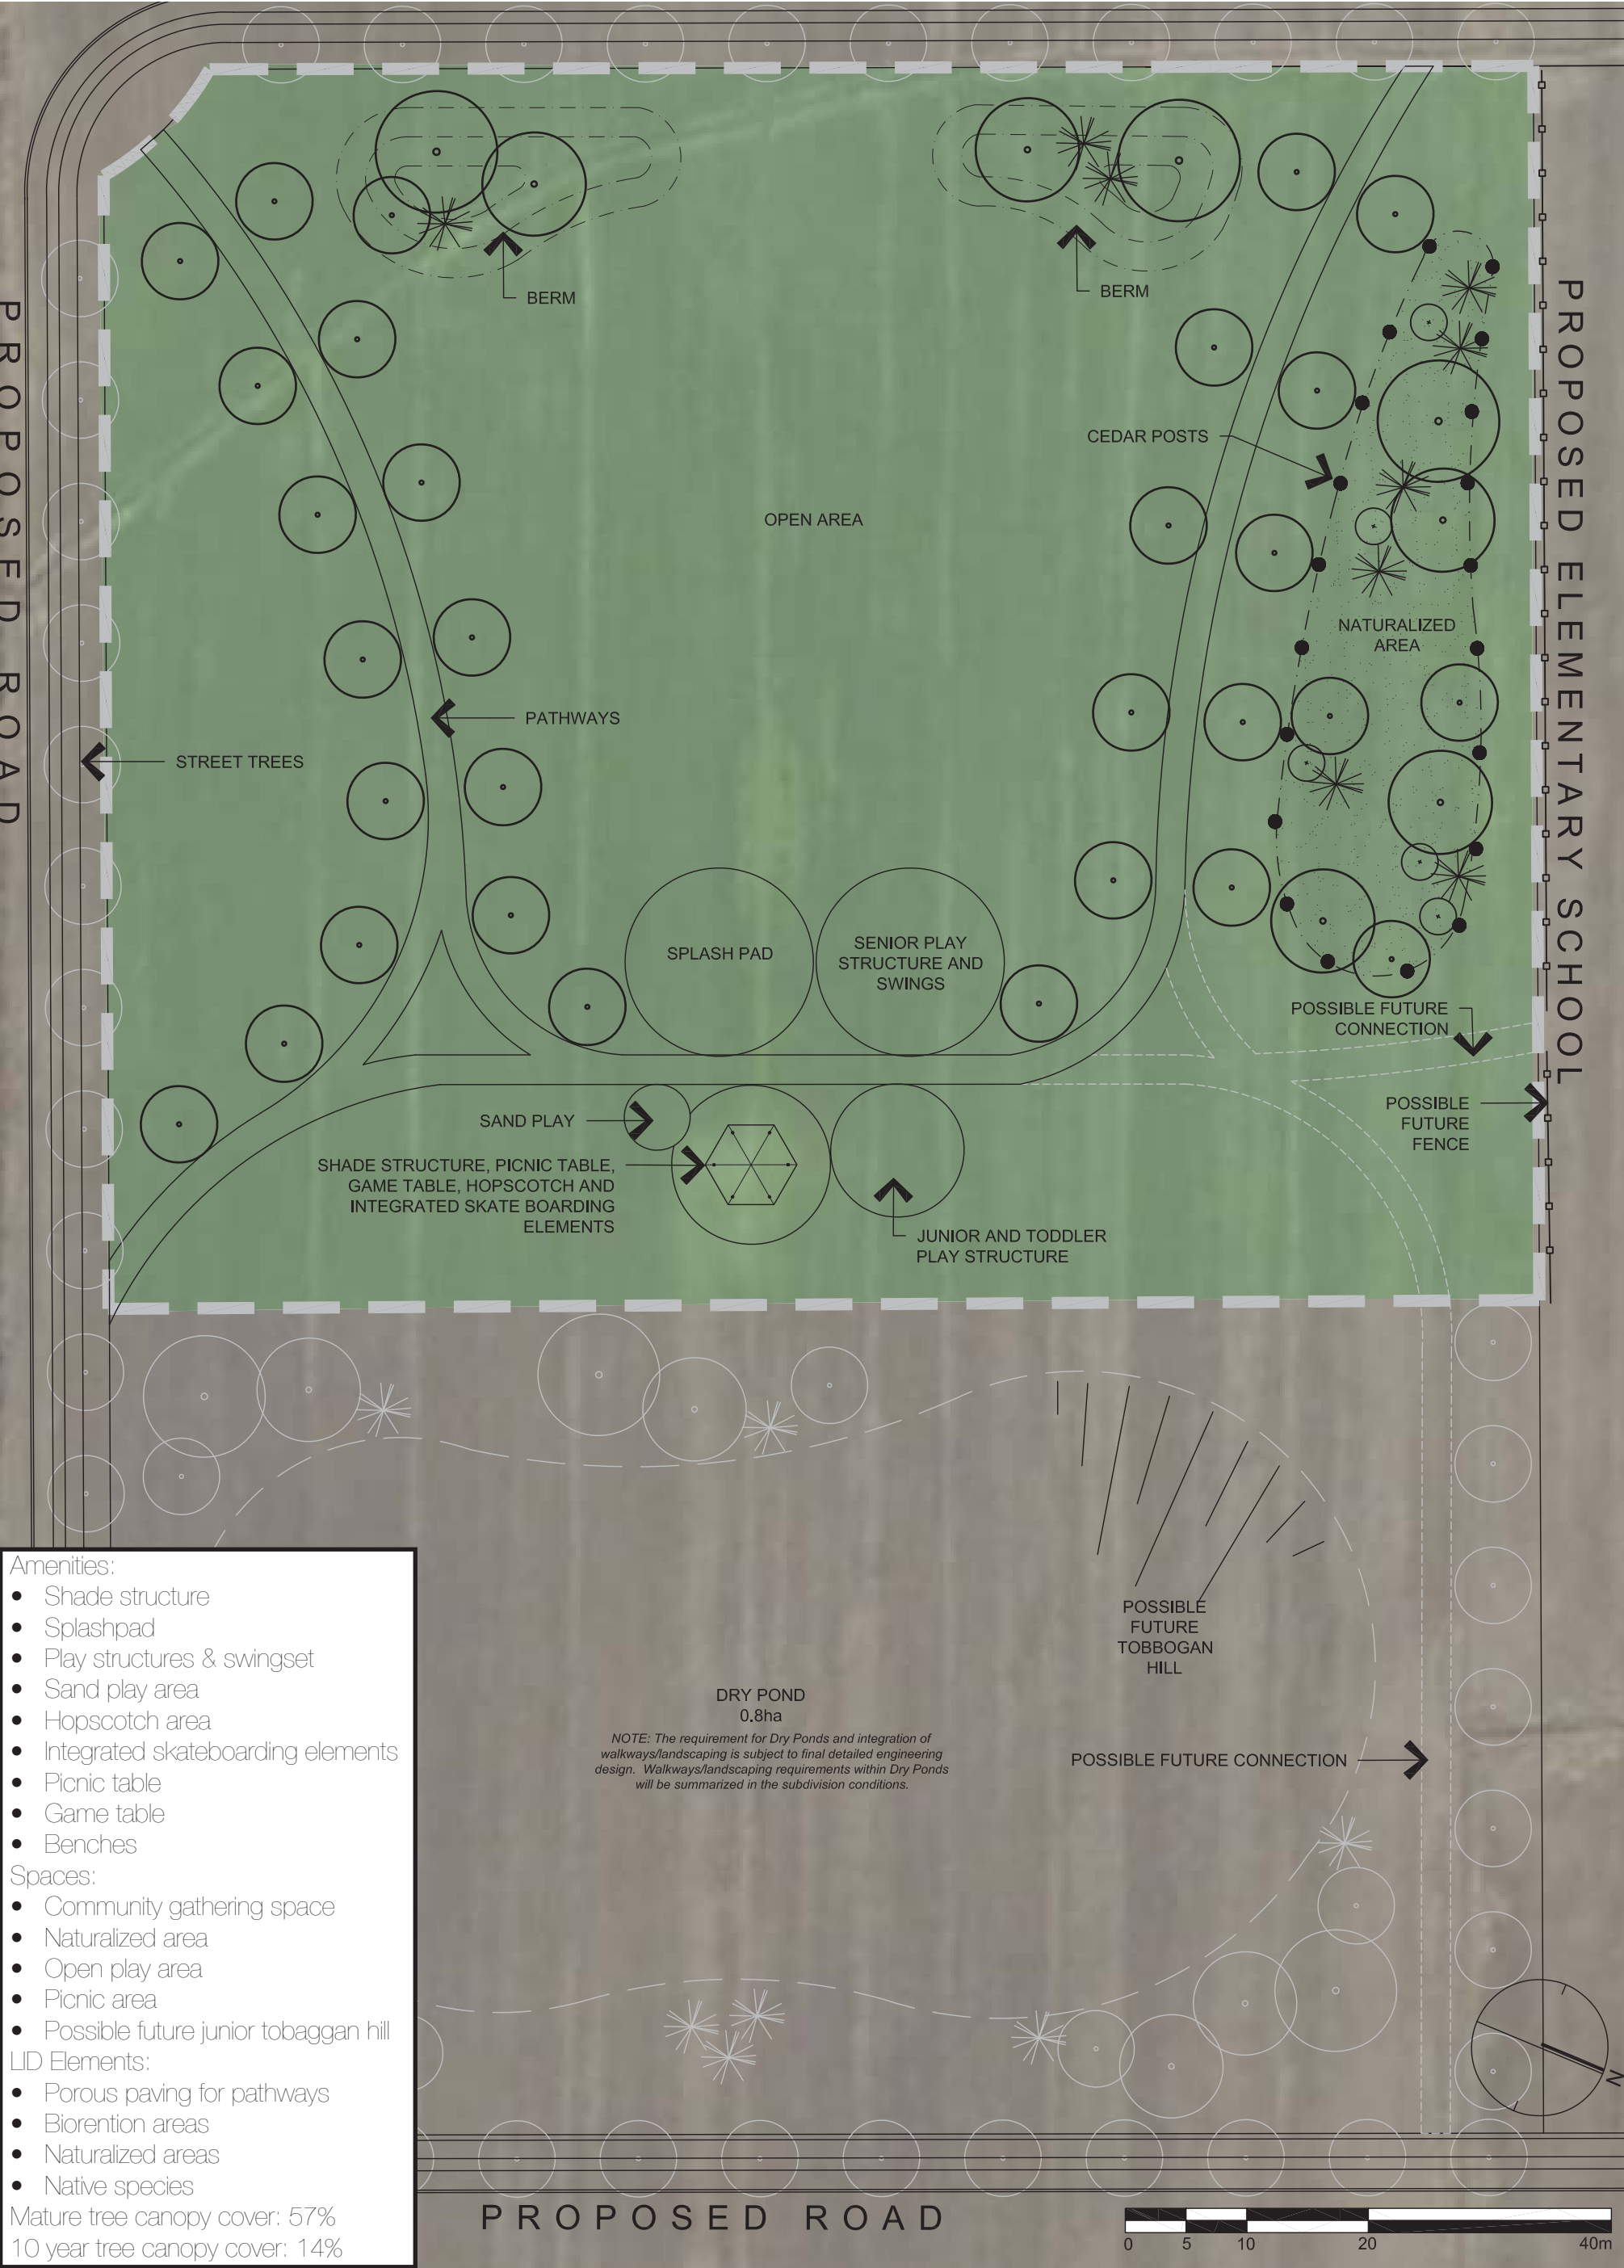 BERM
BERM
PROPOSED ROAD
PROPOSED ELEMENTARY SCHOOL
CEDAR POSTS
OPEN AREA
NATURALIZED
AREA
PATHWAYS
STREET TREES
SPLASH PAD
SENIOR PLAY
STRUCTURE AND
SWINGS
POSSIBLE FUTURE
CONNECTION
SAND PLAY
POSSIBLE
FUTURE
FENCE
SHADE STRUCTURE, PICNIC TABLE,
GAME TABLE, HOPSCOTCH AND
INTEGRATED SKATE BOARDING
ELEMENTS
JUNIOR AND TODDLER
PLAY STRUCTURE
POSSIBLE
FUTURE
TOBBOGAN
HILL
DRY POND
0.8ha
NOTE: The requirement for Dry Ponds and integration of
walkways/landscaping is subject to final detailed engineering
design. Walkways/landscaping requirements within Dry Ponds
will be summarized in the subdivision conditions.
POSSIBLE FUTURE CONNECTION
Amenities:
• Shade structure
• Splashpad
• Play structures & swingset
• Sand play area
• Hopscotch area
• Integrated skateboarding elements
• Picnic table
• Game table
• Benches
Spaces:
• Community gathering space
• Naturalized area
• Open play area
• Picnic area
• Possible future junior tobaggan hill
LID Elements:
• Porous paving for pathways
• Biorention areas
• Naturalized areas
• Native species
Mature tree canopy cover: 57%
10 year tree canopy cover: 14%
N
PROPOSED ROAD
0 5 10 20 40m